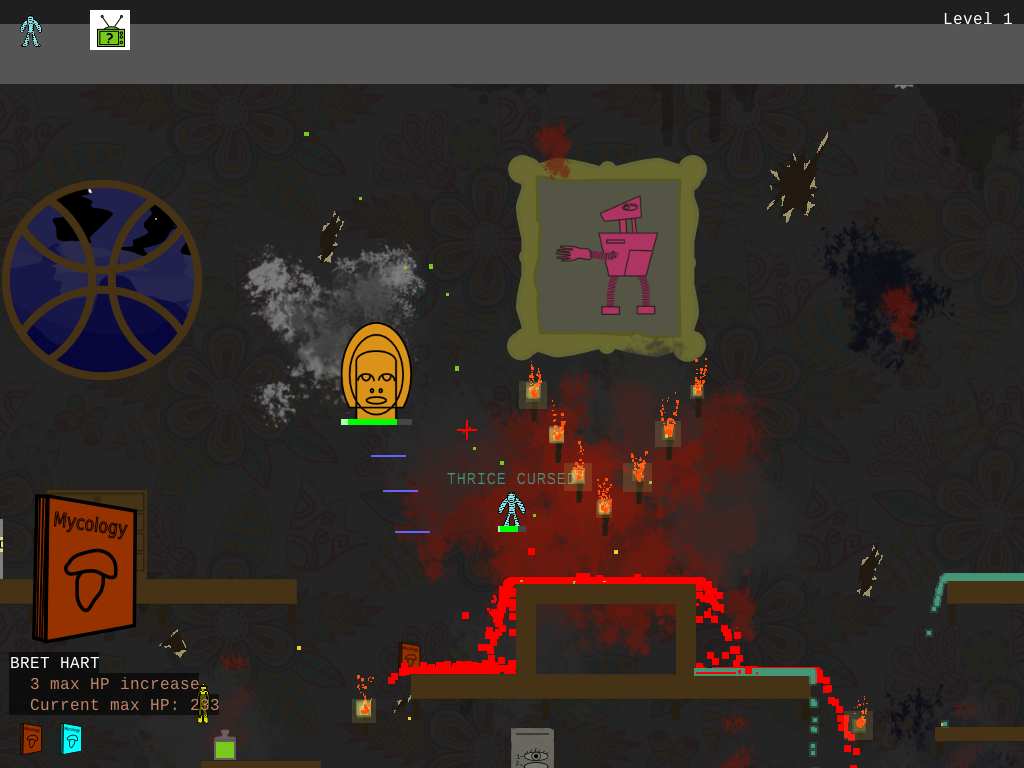 Level 1
?
THRICE CURSED
Mycology
BRET HART
3 max HP increase
Current max HP: 233